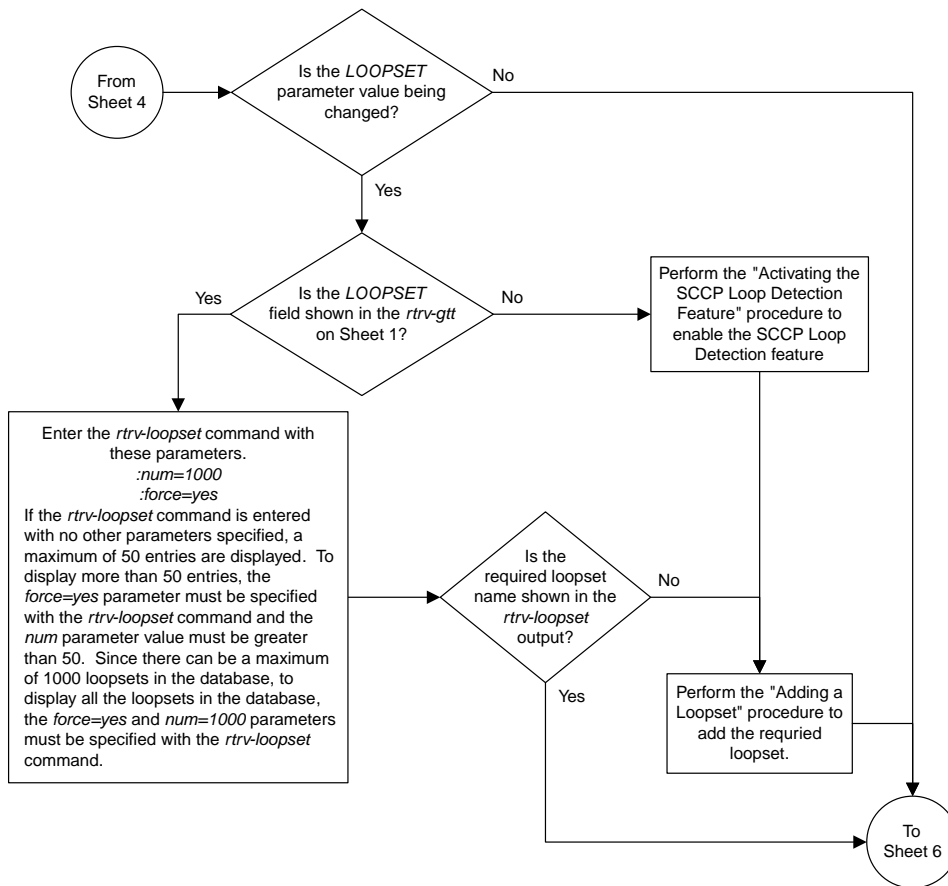 From
Sheet 4
Is the LOOPSET
parameter value being
changed?
No
Yes
Is the LOOPSET
field shown in the rtrv-gtt
on Sheet 1?
Yes
No
Perform the "Activating the
SCCP Loop Detection
Feature" procedure to
enable the SCCP Loop
Detection feature
Enter the rtrv-loopset command with
these parameters.
:num=1000
:force=yes
If the rtrv-loopset command is entered
with no other parameters specified, a
maximum of 50 entries are displayed. To
display more than 50 entries, the
force=yes parameter must be specified
with the rtrv-loopset command and the
num parameter value must be greater
than 50. Since there can be a maximum
of 1000 loopsets in the database, to
display all the loopsets in the database,
the force=yes and num=1000 parameters
must be specified with the rtrv-loopset
command.
Is the
required loopset
name shown in the
rtrv-loopset
output?
No
Yes
Perform the "Adding a
Loopset" procedure to
add the requried
loopset.
To
Sheet 6